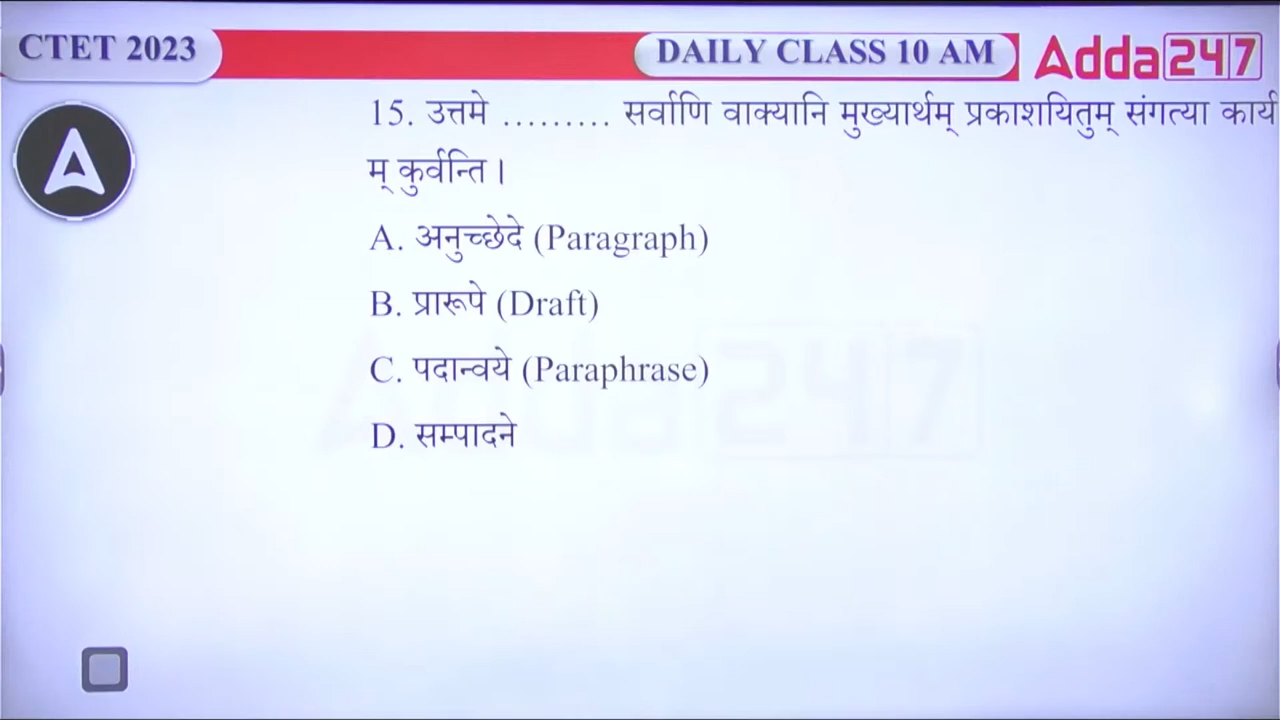 CTET 2023
DAILY CLASS 10 AM
Adda247
15. उत्तमे ......... सर्वाणि वाक्यानि मुख्यार्थम् प्रकाशयितुम् संगत्या कार्य
म् कुर्वन्ति।
A. अनुच्छेदे (Paragraph)
B. प्रारूपे (Draft)
C. पदान्वये (Paraphrase)
D. सम्पादने